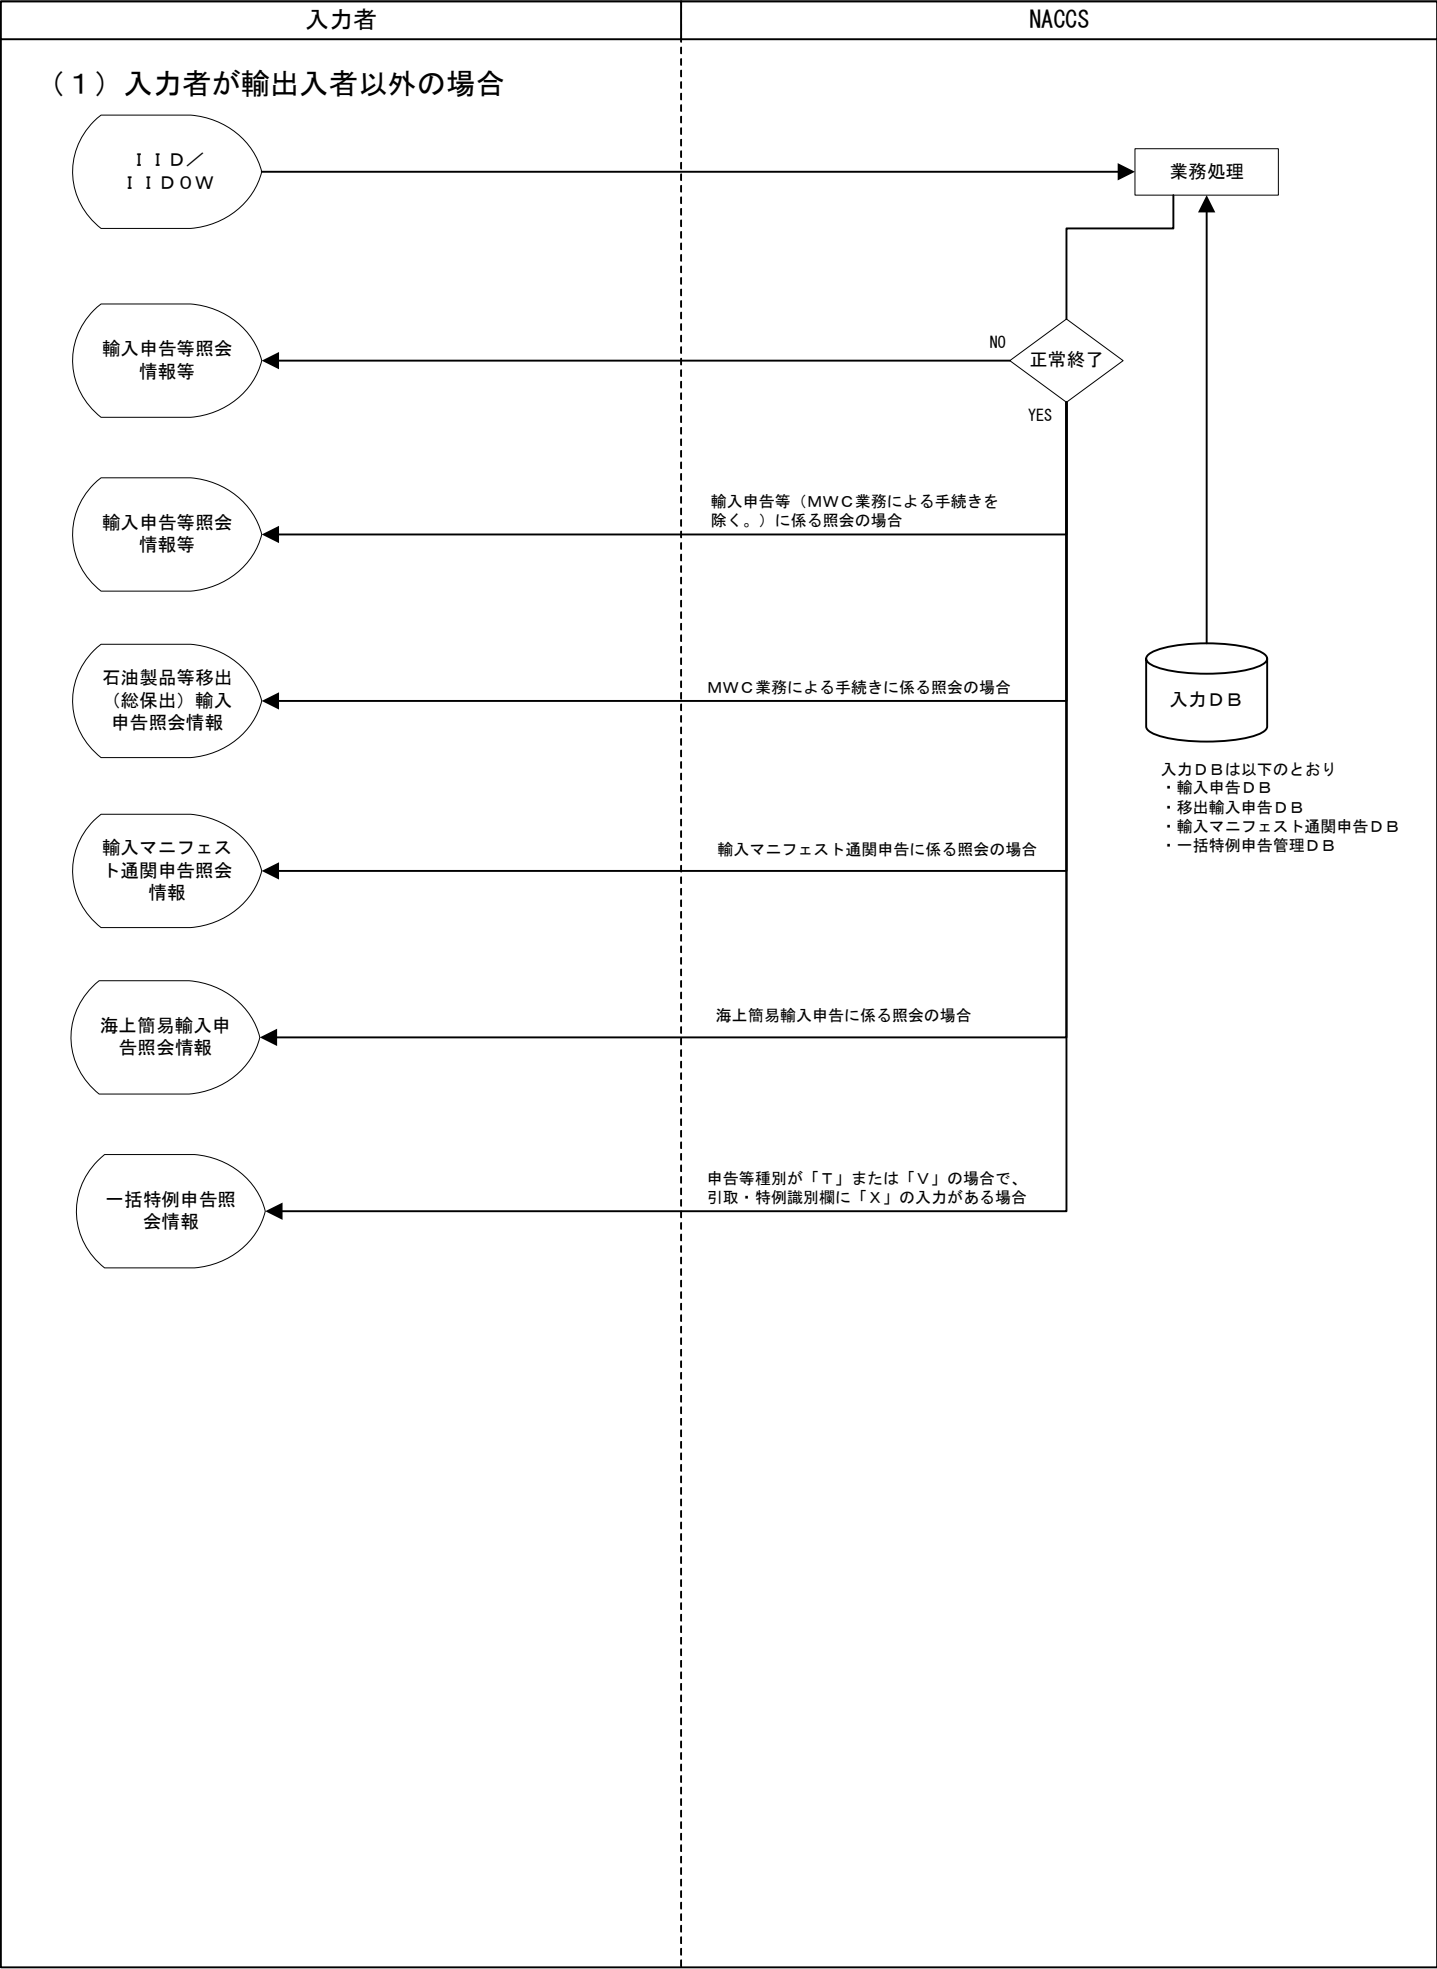 入力者
NACCS
（１）入力者が輸出入者以外の場合
ＩＩＤ／
ＩＩＤ０Ｗ
業務処理
輸入申告等照会
情報等
NO
正常終了
YES
輸入申告等照会
情報等
輸入申告等（ＭＷＣ業務による手続きを
除く。）に係る照会の場合
石油製品等移出
（総保出）輸入
申告照会情報
ＭＷＣ業務による手続きに係る照会の場合
入力ＤＢ
入力ＤＢは以下のとおり
・輸入申告ＤＢ
・移出輸入申告ＤＢ
・輸入マニフェスト通関申告ＤＢ
・一括特例申告管理ＤＢ
輸入マニフェス
ト通関申告照会
情報
輸入マニフェスト通関申告に係る照会の場合
海上簡易輸入申
告照会情報
海上簡易輸入申告に係る照会の場合
一括特例申告照
会情報
申告等種別が「Ｔ」または「Ｖ」の場合で、
引取・特例識別欄に「Ｘ」の入力がある場合